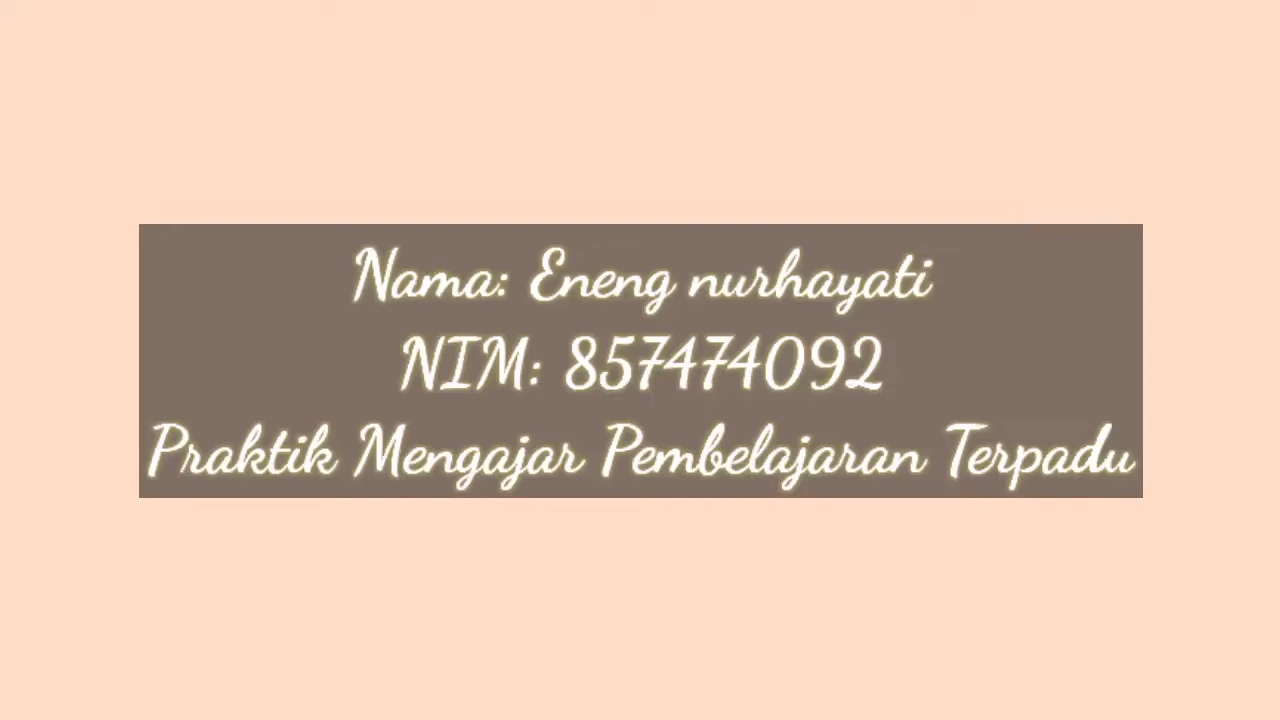 Nama: Eneng nurhayati
NIM: 857474092
Praktik Mengajar Pembelajaran Terpadu